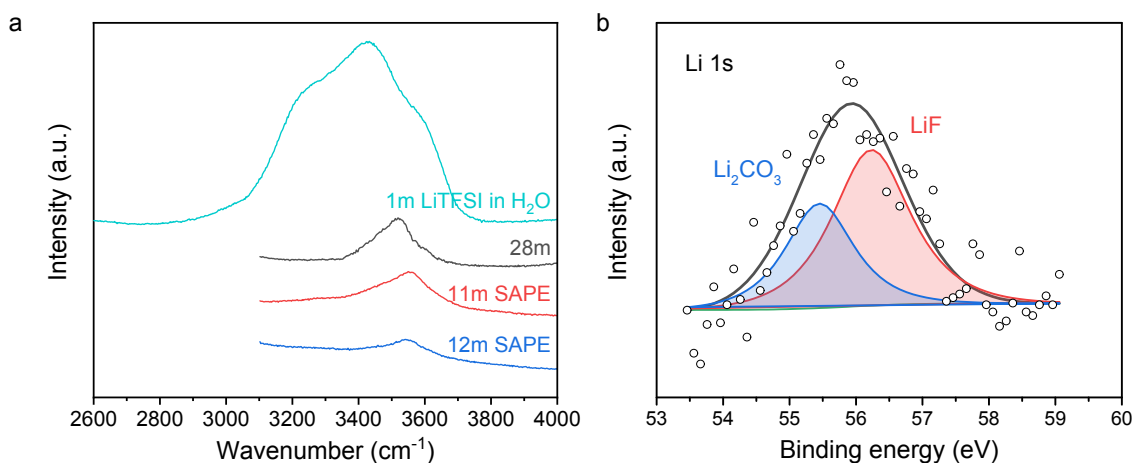 a
Intensity (a.u.)
1m LiTFSI in H₂O
28m
11m SAPE
12m SAPE
2600 2800 3000 3200 3400 3600 3800 4000
Wavenumber (cm⁻¹)
b
Intensity (a.u.)
Li 1s
LiF
Li₂CO₃
53 54 55 56 57 58 59 60
Binding energy (eV)